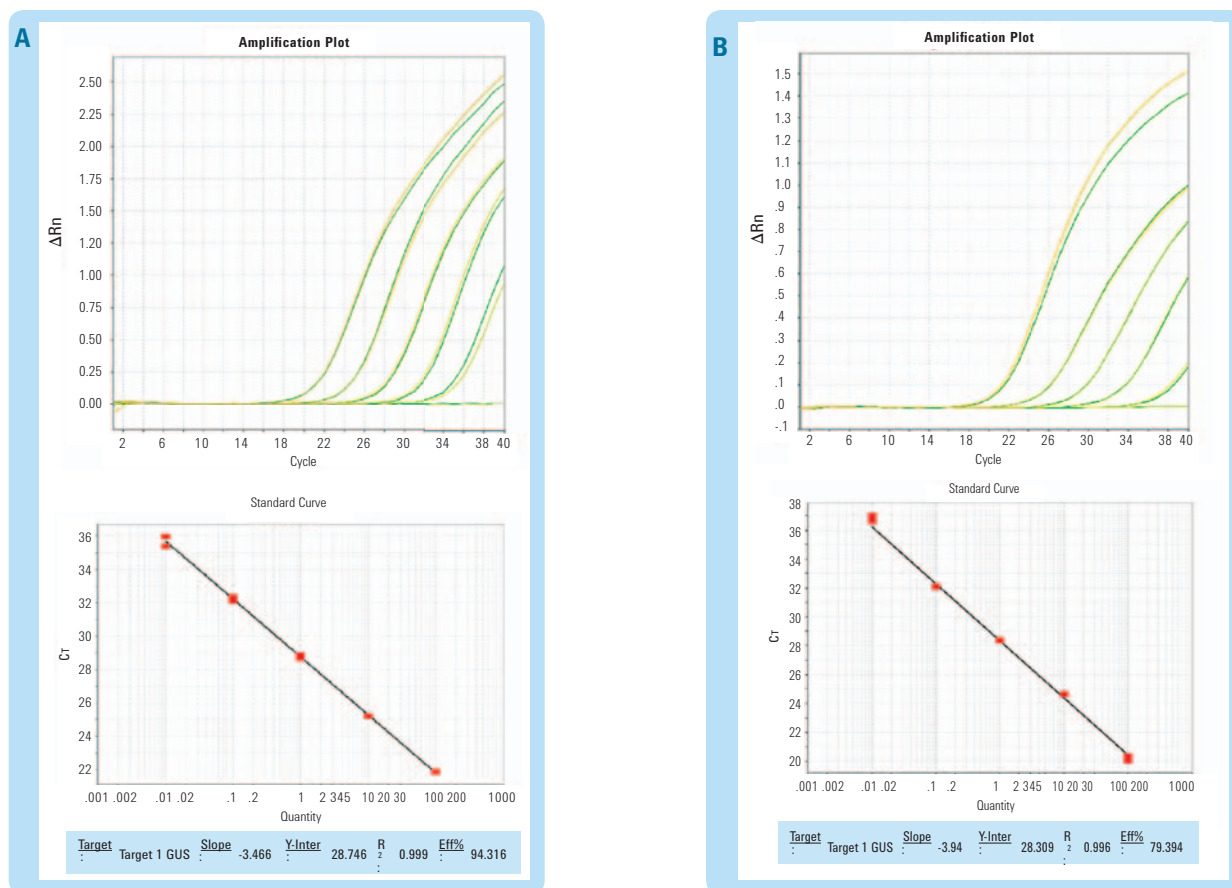 A
Amplification Plot
2.50
2.25
2.00
1.75
1.50
1.20
1.00
0.75
0.50
0.25
0.00
ΔRn
2 6 10 14 18 22 26 30 34 38 40
Cycle
Standard Curve
36
34
32
30
28
26
24
22
CT
.001 .002 .01 .02 .1 .2 1 2 345 10 20 30 100 200 1000
Quantity
Target : Target 1 GUS Slope : -3.466 Y-Inter : 28.746 R 2 : 0.999 Eff% : 94.316
B
Amplification Plot
1.5
1.4
1.3
1.2
1.1
1.0
.9
.8
.7
.6
.5
.4
.3
.2
.1
.0
-.1
ΔRn
2 6 10 14 18 22 26 30 34 40
Cycle
Standard Curve
38
36
34
32
30
28
26
24
22
20
CT
.001 .002 .01 .02 .1 .2 1 2 345 10 20 30 100 200 1000
Quantity
Target : Target 1 GUS Slope : -3.94 Y-Inter : 28.309 R 2 : 0.996 Eff% : 79.394